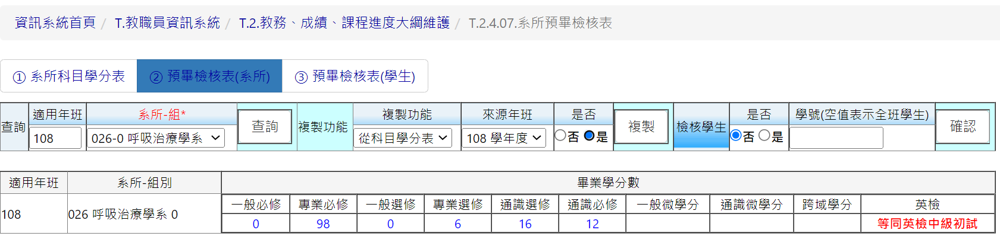 資訊系統首頁 / T.教職員資訊系統 / T.2.教務、成績、課程進度大綱維護 / T.2.4.07.系所預畢檢核表
① 系所科目學分表 ② 預畢檢核表(系所) ③ 預畢檢核表(學生)
查詢 適用年班 系所-組* 查詢 複製功能 複製功能 來源年班 是否 複製 檢核學生 是否 學號(空值表示全班學生) 確認
108 026-0 呼吸治療學系 從科目學分表 108 學年度 否 是 否 是
適用年班 系所-組別 畢業學分數
一般必修 專業必修 一般選修 專業選修 通識選修 通識必修 一般微學分 通識微學分 跨域學分 英檢
108 026 呼吸治療學系 0 0 98 0 6 16 12 等同英檢中級初試